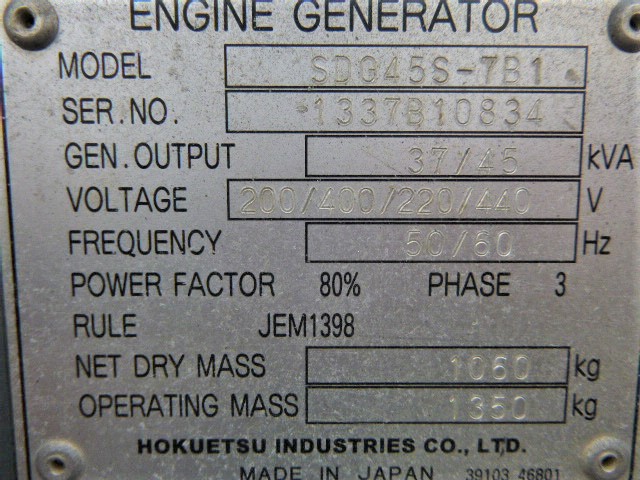 ENGINE GENERATOR
MODEL SDG45S-7B1
SER.NO. 1337B10834
GEN.OUTPUT 37/45 kVA
VOLTAGE 200/400/220/440 V
FREQUENCY 50/60 Hz
POWER FACTOR 80% PHASE 3
RULE JEM1398
NET DRY MASS 1060 kg
OPERATING MASS 1350 kg
HOKUETSU INDUSTRIES CO., LTD.
MADE IN JAPAN 39103 46801